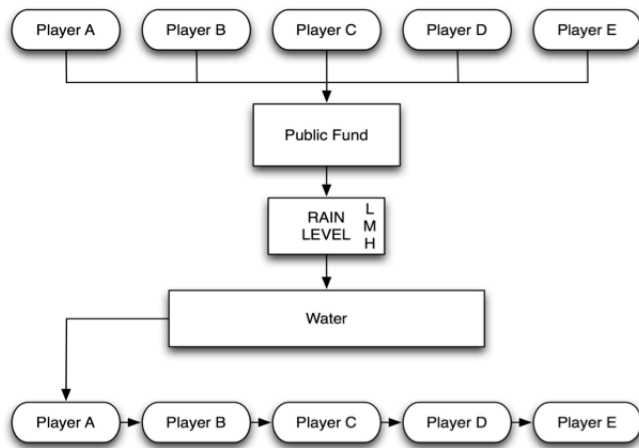 Player A
Player B
Player C
Player D
Player E
Public Fund
RAIN
LEVEL
L
M
H
Water
Player A
Player B
Player C
Player D
Player E